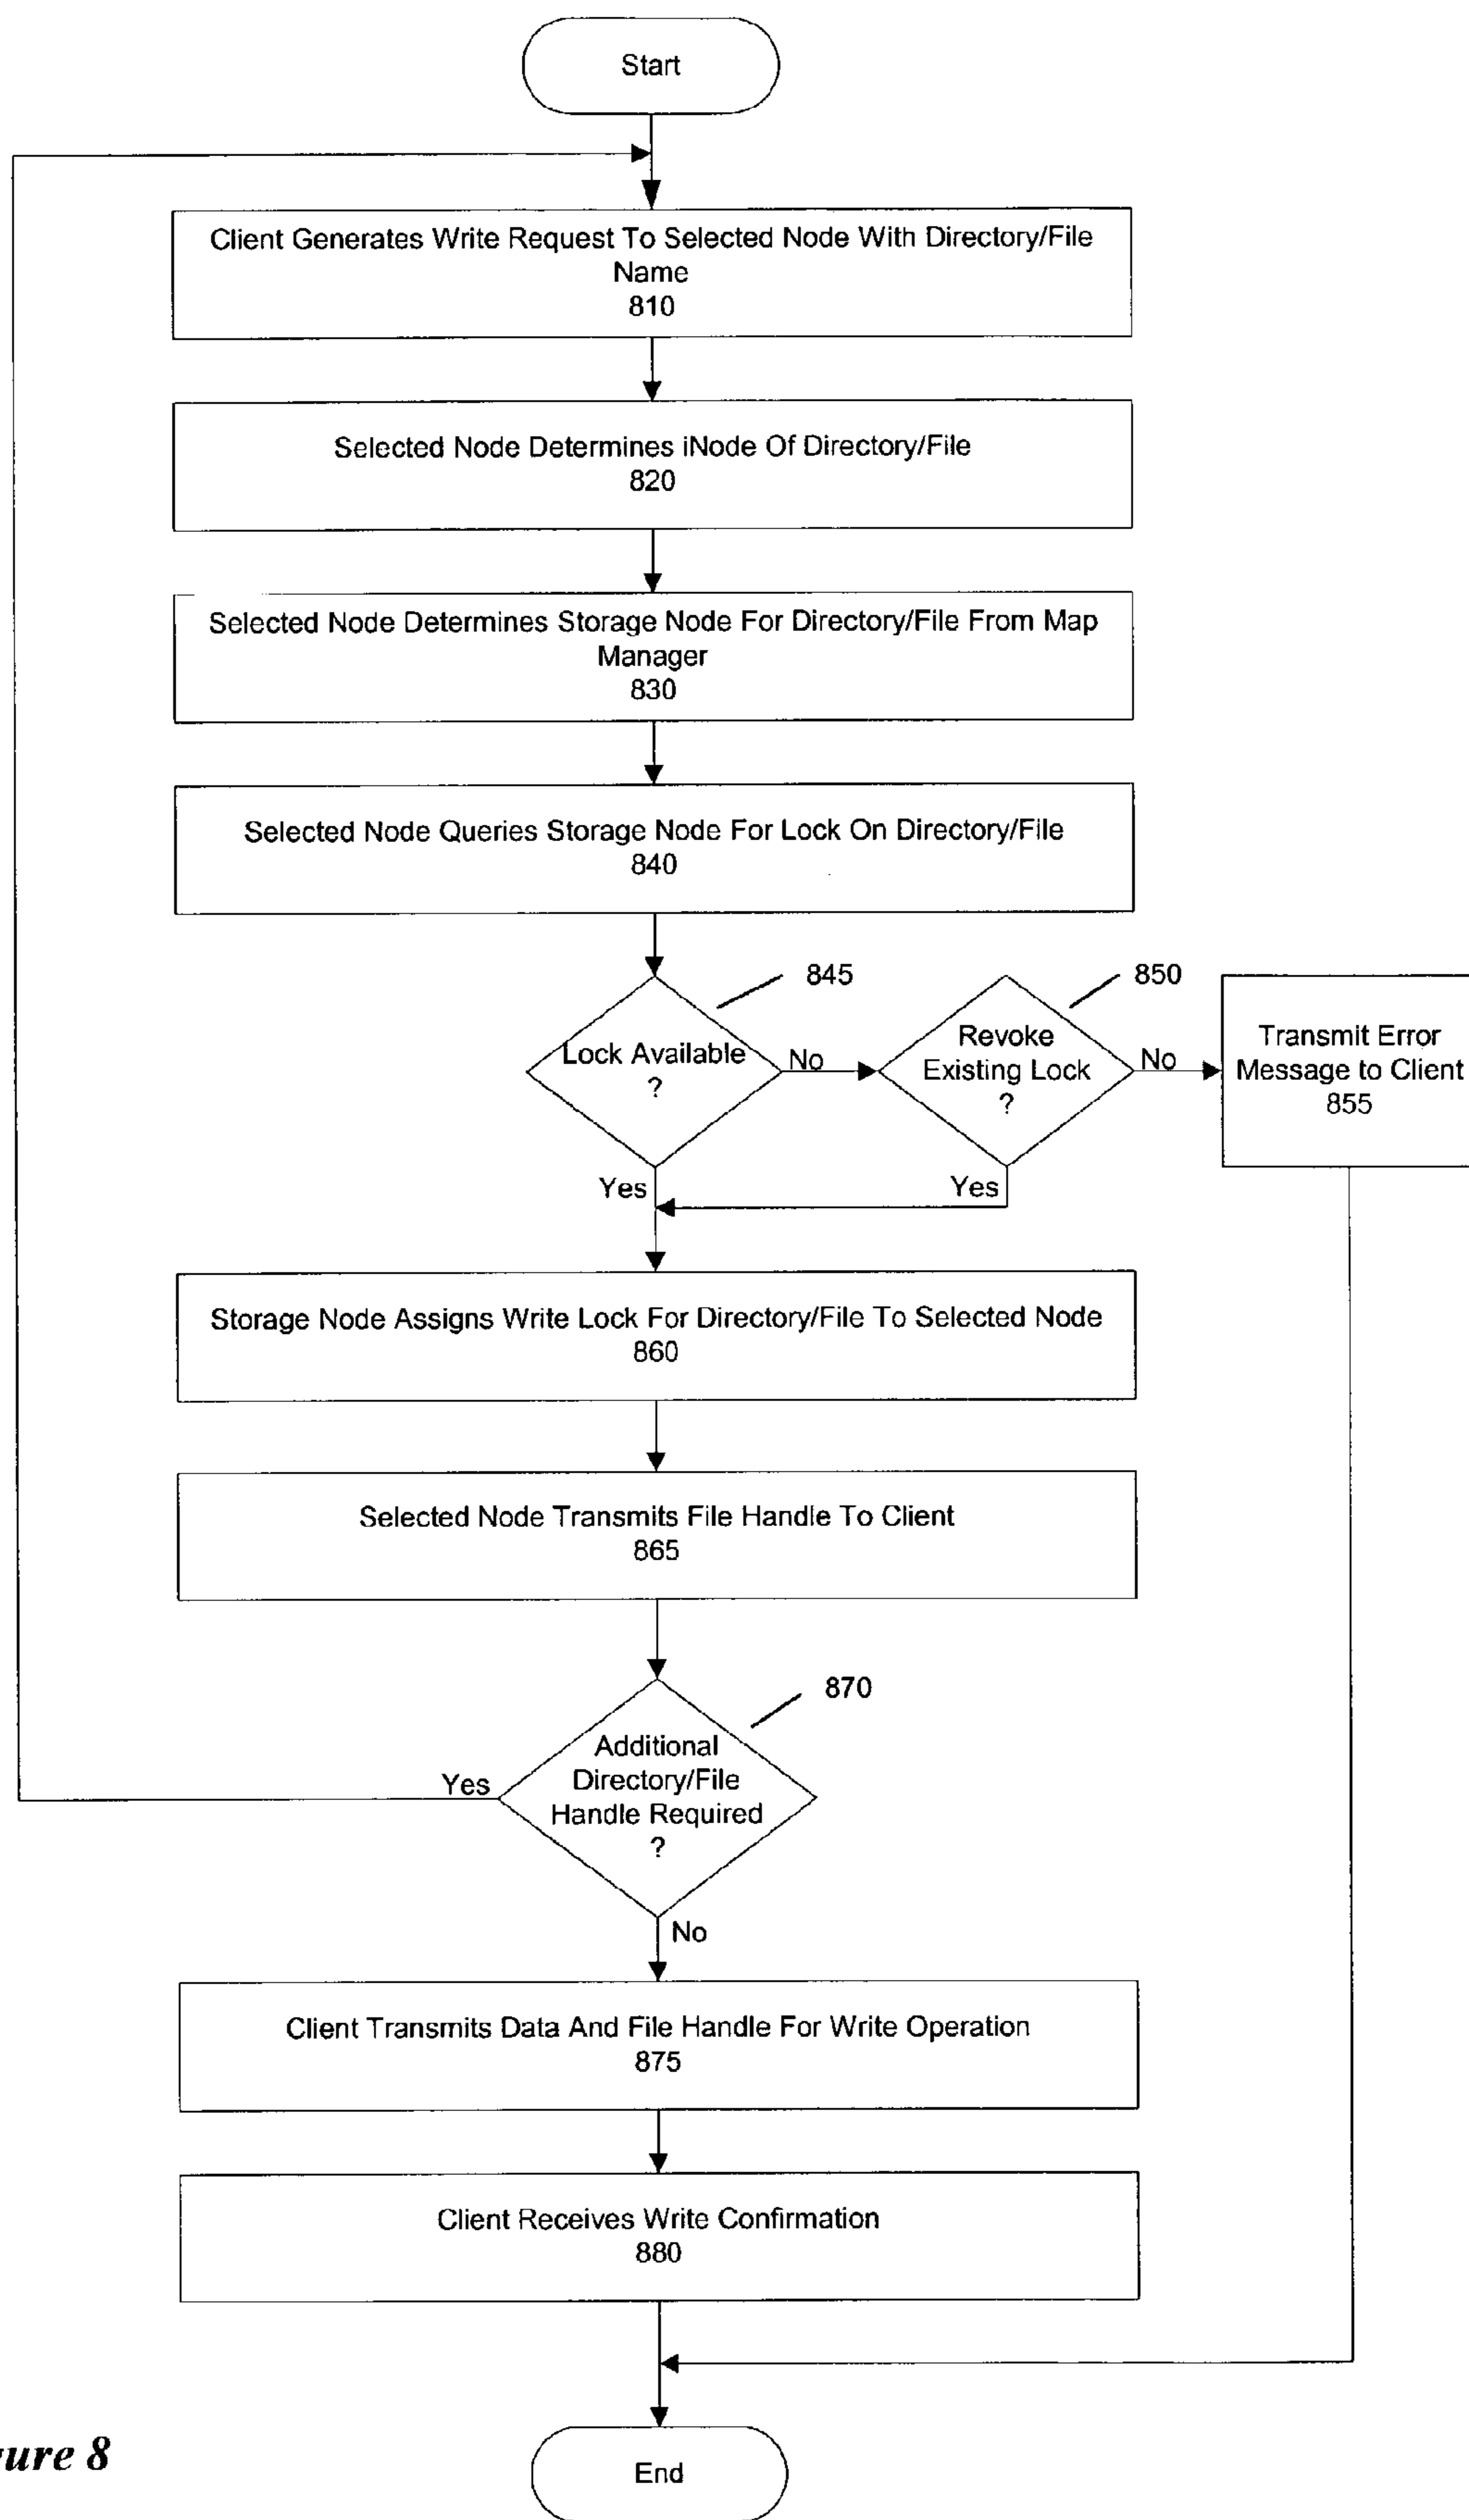 Start
Client Generates Write Request To Selected Node With Directory/File
Name
810
Selected Node Determines iNode Of Directory/File
820
Selected Node Determines Storage Node For Directory/File From Map
Manager
830
Selected Node Queries Storage Node For Lock On Directory/File
840
845
850
Lock Available
?
No
Revoke
Existing Lock
?
No
Transmit Error
Message to Client
855
Yes
Yes
Storage Node Assigns Write Lock For Directory/File To Selected Node
860
Selected Node Transmits File Handle To Client
865
870
Additional
Directory/File
Handle Required
?
Yes
No
Client Transmits Data And File Handle For Write Operation
875
Client Receives Write Confirmation
880
ure 8
End